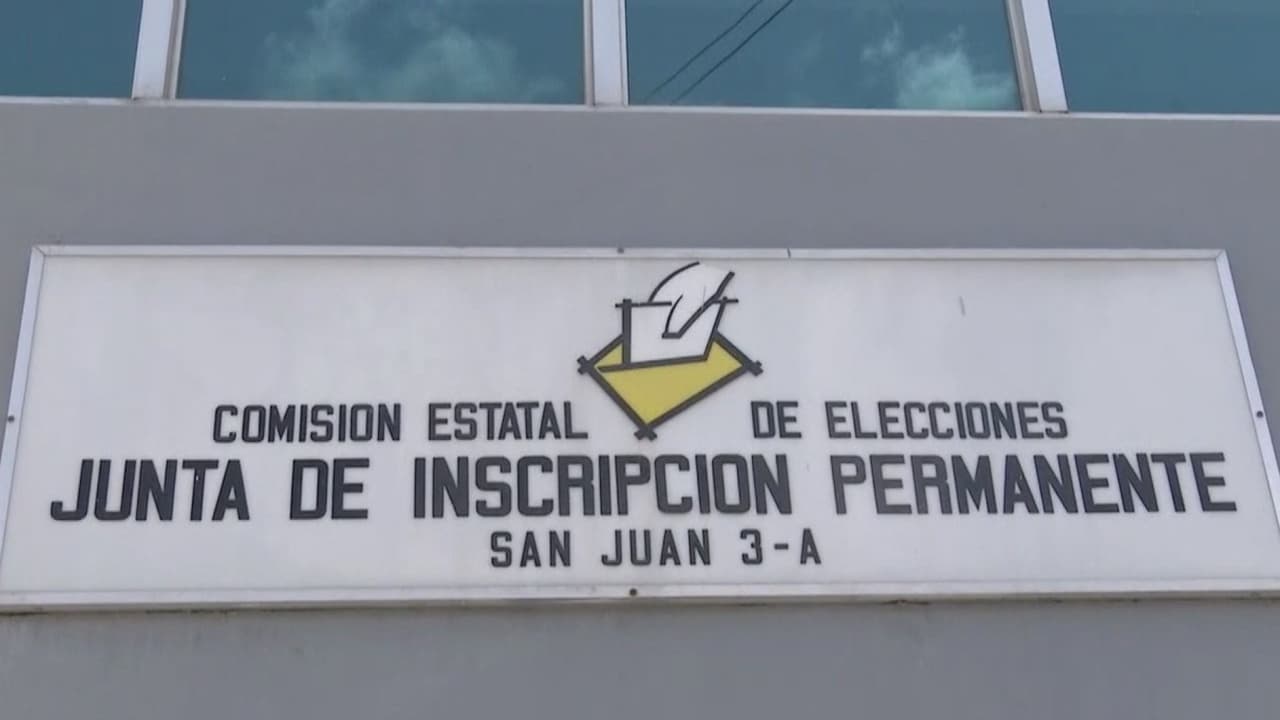 COMISION ESTATAL DE ELECCIONES
JUNTA DE INSCRIPCION PERMANENTE
SAN JUAN 3-A